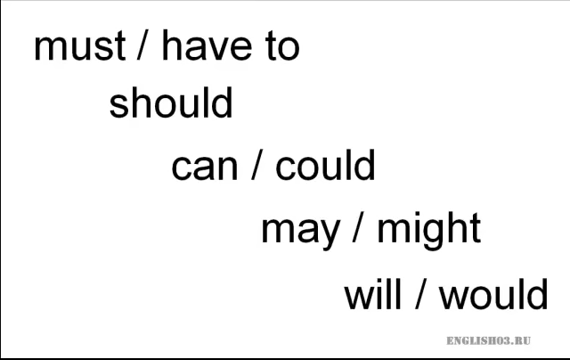 must / have to
should
can / could
may / might
will / would
ENGLISH03.RU